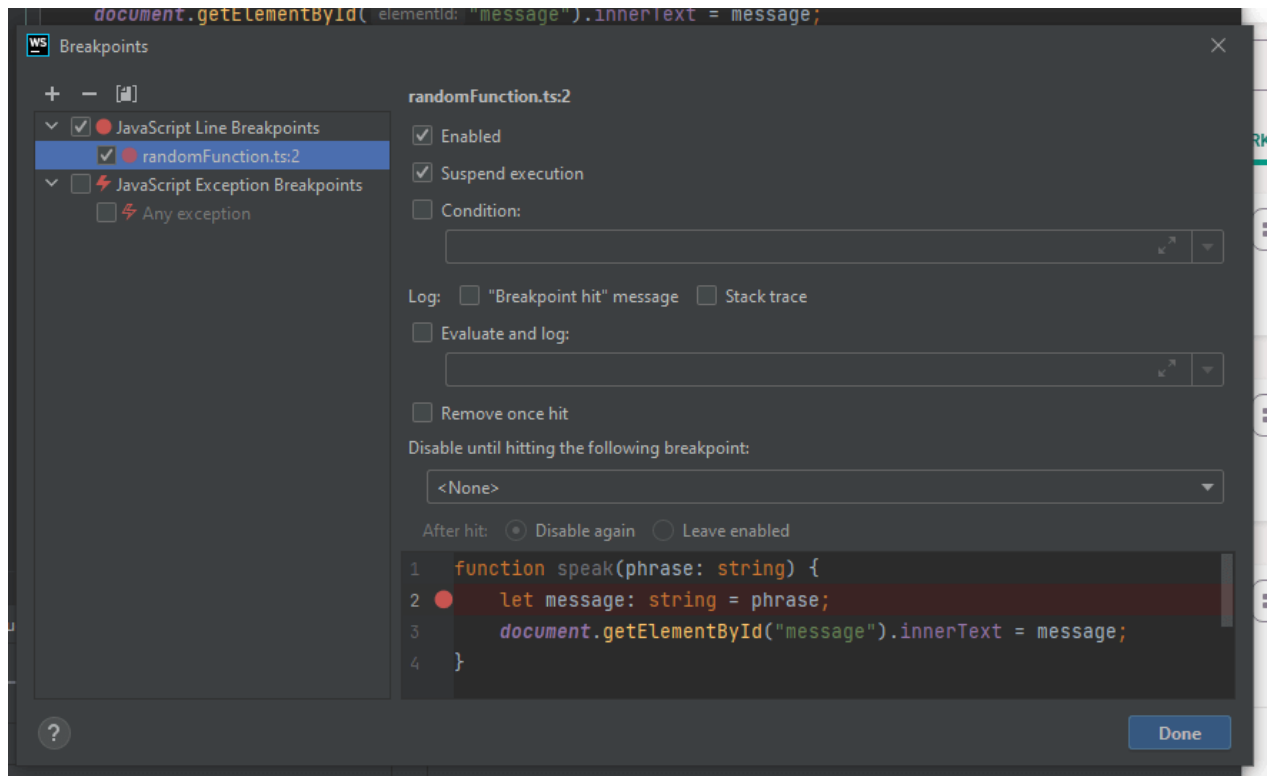 document.getElementById( elementId: "message").innerText = message;
WS Breakpoints
randomFunction.ts:2
JavaScript Line Breakpoints
randomFunction.ts:2
JavaScript Exception Breakpoints
Any exception
Enabled
Suspend execution
Condition:
Log: "Breakpoint hit" message Stack trace
Evaluate and log:
Remove once hit
Disable until hitting the following breakpoint:
<None>
After hit: Disable again Leave enabled
1 function speak(phrase: string) {
2 let message: string = phrase;
3 document.getElementById("message").innerText = message;
4 }
?
Done